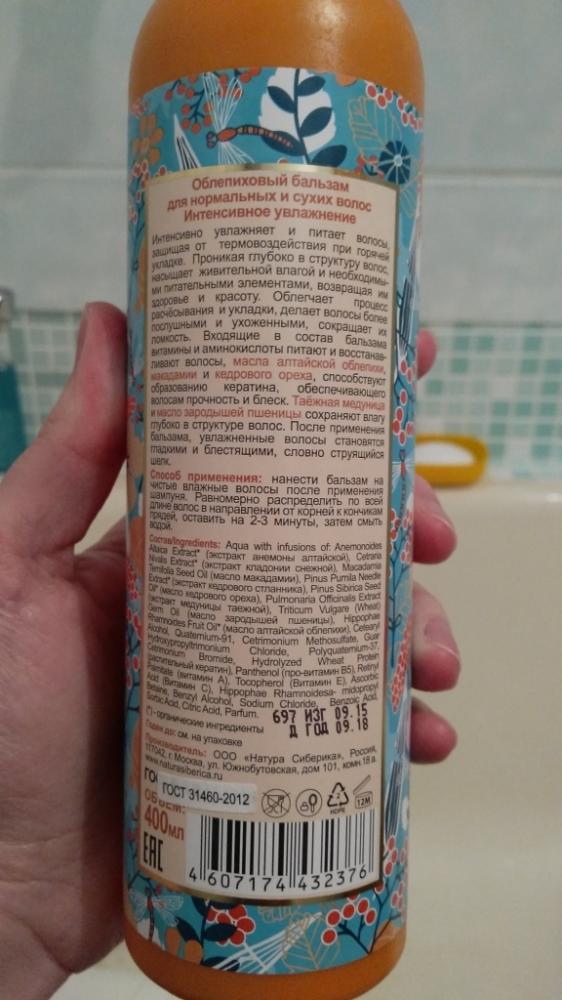 Облепиховый бальзам
для нормальных и сухих волос
Интенсивное увлажнение
Интенсивно увлажняет и питает волосы,
защищая от термовоздействия при горячей
укладке. Проникая глубоко в структуру волос,
насыщает живительной влагой и необходимы-
ми питательными элементами, возвращая им
здоровье и красоту. Облегчает процесс
расчёсывания и укладки, делает волосы более
послушными и ухоженными, сокращает их
ломкость. Входящие в состав бальзама
витамины и аминокислоты питают и восстанав-
ливают волосы, масла алтайской облепихи,
макадамии и кедрового ореха, способствуют
образованию кератина, обеспечивающего
волосам прочность и блеск. Таёжная медуница
и масло зародышей пшеницы сохраняют влагу
глубоко в структуре волос. После применения
бальзама, увлажненные волосы становятся
гладкими и блестящими, словно струящийся
шелк.
Способ применения: нанести бальзам на
чистые влажные волосы после применения
шампуня. Равномерно распределить по всей
длине волос в направлении от корней к кончикам
прядей, оставить на 2-3 минуты, затем смыть
водой.
Состав/Ingredients: Aqua with infusions of: Anemonoides
Altaica Extract* (экстракт анемоны алтайской), Cetraria
Nivalis Extract* (экстракт кладонии снежной), Macadamia
Ternifolia Seed Oil (масло макадамии), Pinus Pumila Needle
Extract* (экстракт кедрового стланника), Pinus Sibirica Seed
Oil* (масло кедрового ореха), Pulmonaria Officinalis Extract
(экстракт медуницы таежной), Triticum Vulgare (Wheat)
Germ Oil (масло зародышей пшеницы), Hippophae
Rhamnoides Fruit Oil* (масло алтайской облепихи), Cetearyl
Alcohol, Quaternium-91, Cetrimonium Methosulfate, Guar
Hydroxypropyltrimonium Chloride, Polyquaternium-37,
Cetrimonium Bromide, Hydrolyzed Wheat Protein
(растительный кератин), Panthenol (про-витамин B5), Retinyl
Palmitate (витамин А), Tocopherol (Витамин Е), Ascorbic
Acid (Витамин С), Hippophae Rhamnoidesa- midopropyl
Betaine, Benzyl Alcohol, Sodium Chloride, Benzoic Acid,
Sorbic Acid, Citric Acid, Parfum.
697 ИЗГ 09.15
Д ГОД 09.18
(*) - органические ингредиенты
Годен до: см. на упаковке
Производитель: ООО «Натура Сиберика», Россия,
117042, г. Москва, ул. Южнобутовская, дом 101, комн.18 а.
www.naturasiberica.ru
ГОСТ 31460-2012
ОБЪЕМ:
400мл
EAC
2
HDPE
12M
4 607174 432376